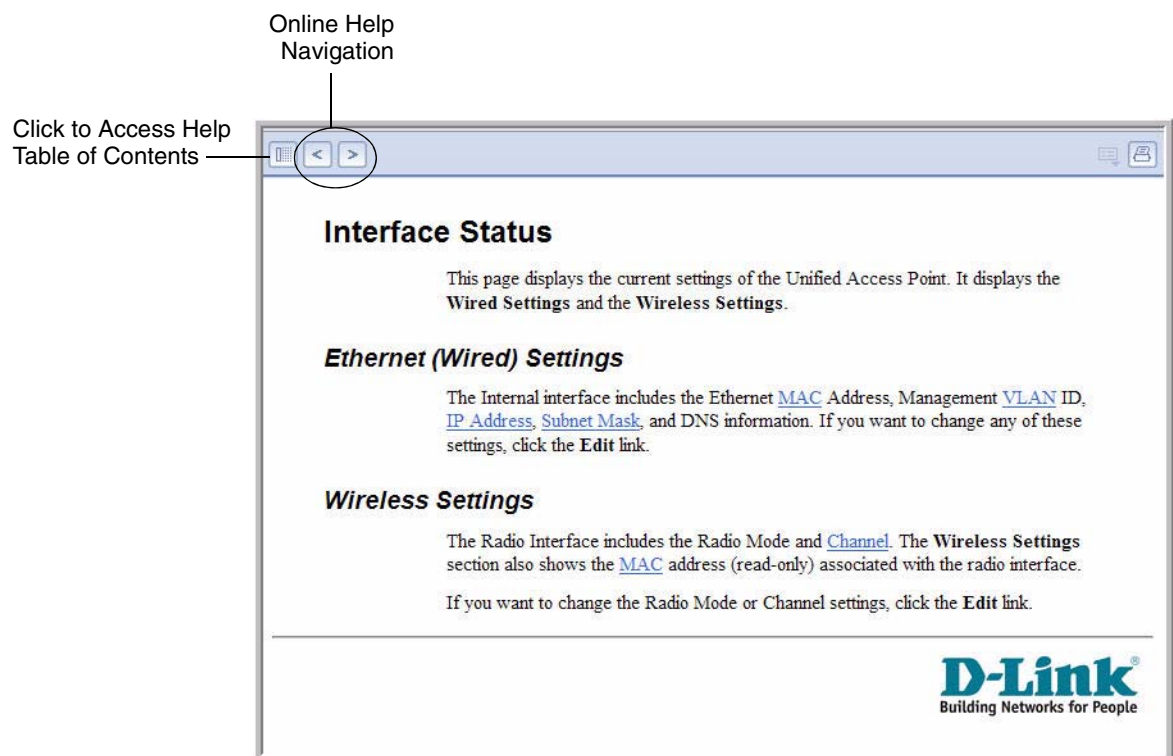 Online Help
Navigation
Click to Access Help
Table of Contents
< >
Interface Status
This page displays the current settings of the Unified Access Point. It displays the
Wired Settings and the Wireless Settings.
Ethernet (Wired) Settings
The Internal interface includes the Ethernet MAC Address, Management VLAN ID,
IP Address, Subnet Mask, and DNS information. If you want to change any of these
settings, click the Edit link.
Wireless Settings
The Radio Interface includes the Radio Mode and Channel. The Wireless Settings
section also shows the MAC address (read-only) associated with the radio interface.
If you want to change the Radio Mode or Channel settings, click the Edit link.
D-Link®
Building Networks for People